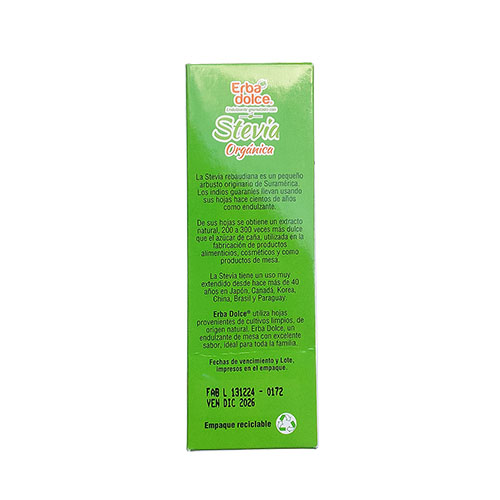 Erba
dolce®
Endulzante granulado con
Stevia
Orgánica
La Stevia rebaudiana es un pequeño
arbusto originario de Suramérica.
Los indios guaraníes llevan usando
sus hojas hace cientos de años
como endulzante.
De sus hojas se obtiene un extracto
natural, 200 a 300 veces más dulce
que el azúcar de caña, utilizada en la
fabricación de productos
alimenticios, cosméticos y como
productos de mesa.
La Stevia tiene un uso muy
extendido desde hace más de 40
años en Japón, Canadá, Korea,
China, Brasil y Paraguay.
Erba Dolce® utiliza hojas
provenientes de cultivos limpios, de
origen natural. Erba Dolce, un
endulzante de mesa con excelente
sabor, ideal para toda la familia.
Fechas de vencimiento y Lote,
impresos en el empaque.
FAB L 131224 - 0172
VEN DIC 2026
Empaque reciclable